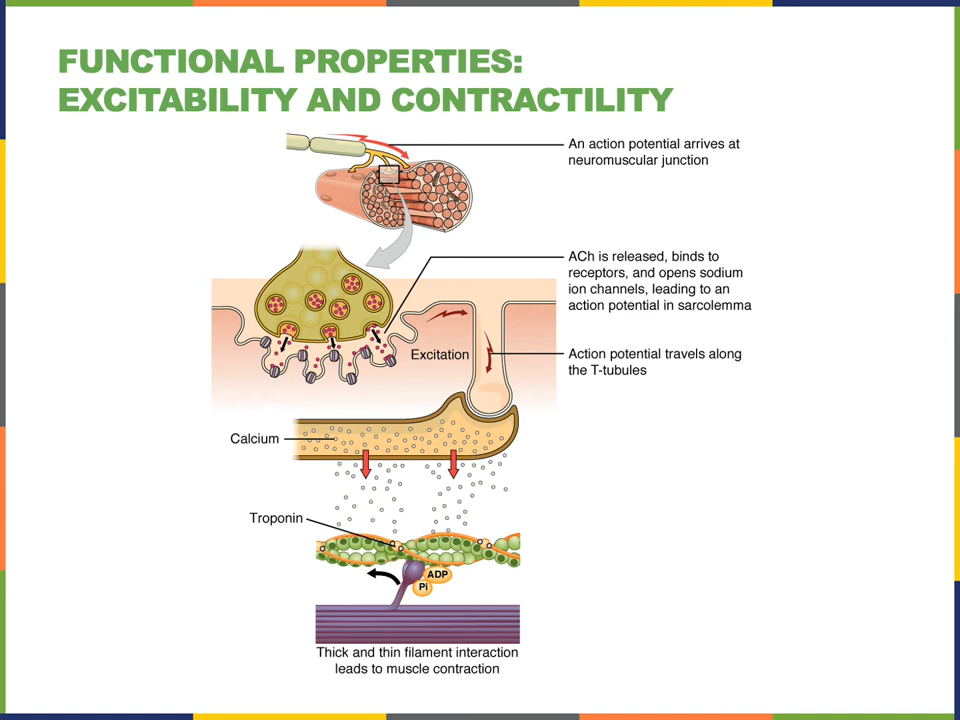 FUNCTIONAL PROPERTIES:
EXCITABILITY AND CONTRACTILITY
An action potential arrives at
neuromuscular junction
ACh is released, binds to
receptors, and opens sodium
ion channels, leading to an
action potential in sarcolemma
Excitation
Action potential travels along
the T-tubules
Calcium
Troponin
ADP
Pi
Thick and thin filament interaction
leads to muscle contraction